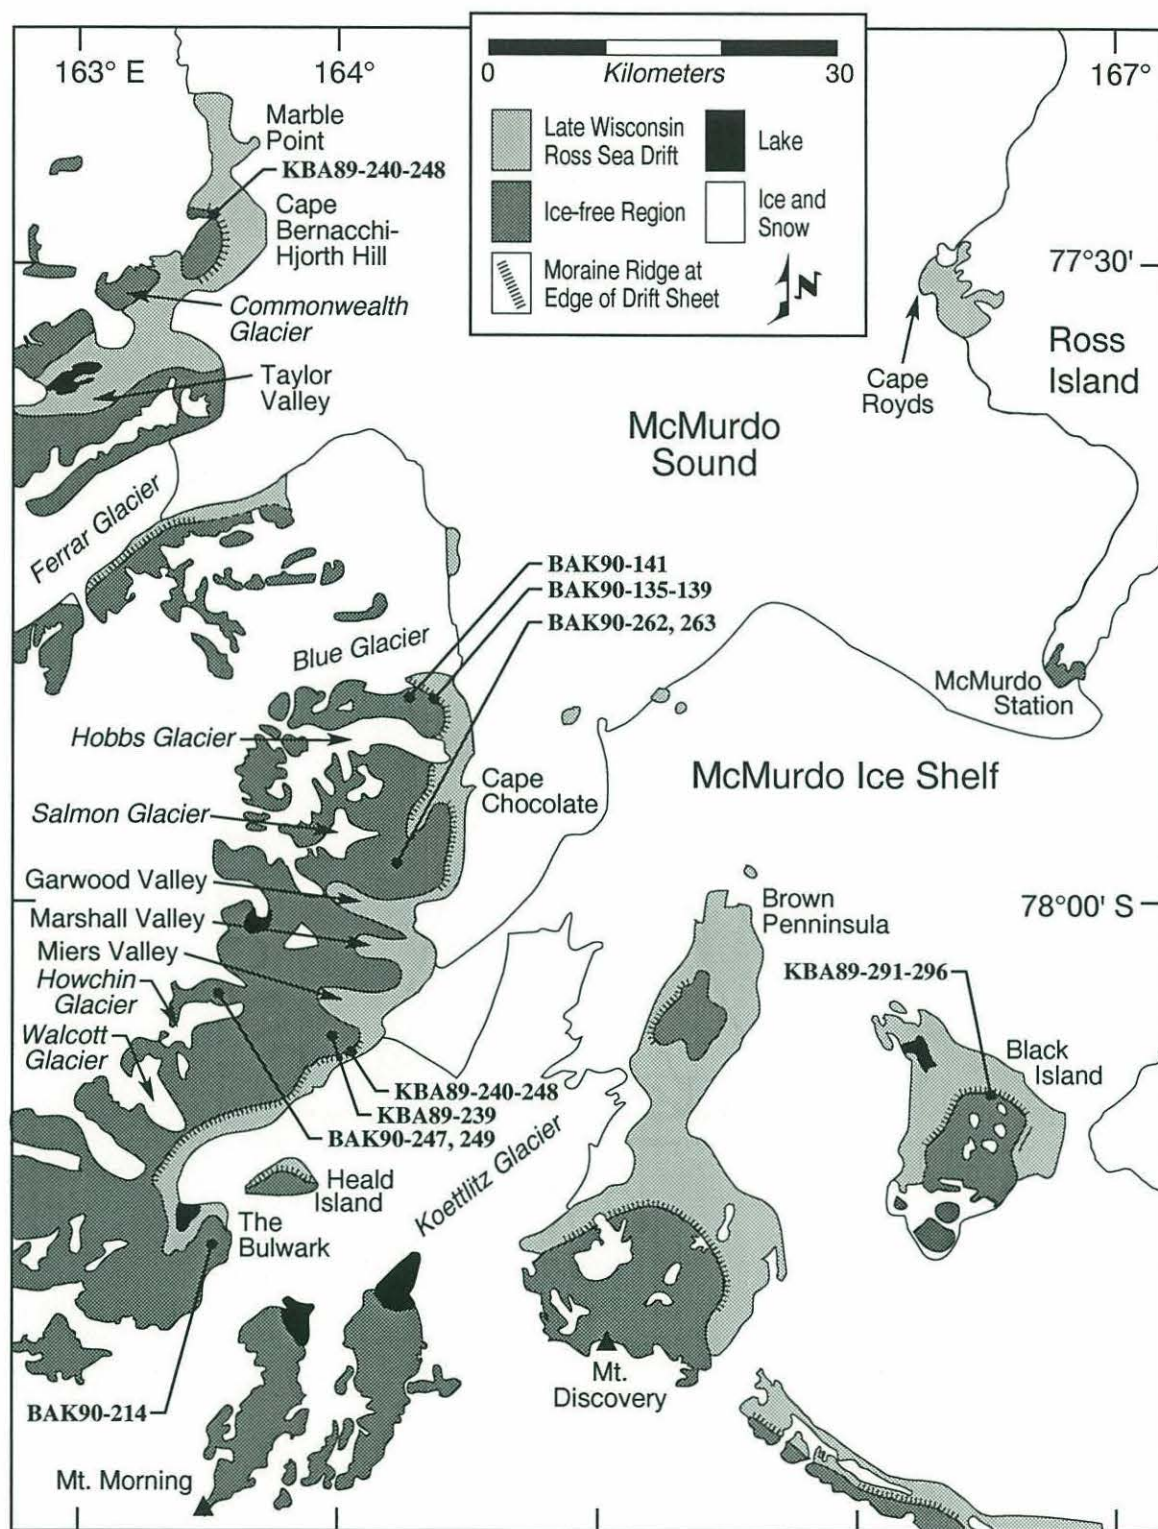 163° E
164°
167°
0
Kilometers
30
Late Wisconsin
Ross Sea Drift
Lake
Ice-free Region
Ice and
Snow
Moraine Ridge at
Edge of Drift Sheet
N
Marble
Point
KBA89-240-248
Cape
Bernacchi-
Hjorth Hill
77°30'
Commonwealth
Glacier
Ross
Island
Taylor
Valley
Cape
Royds
McMurdo
Sound
Ferrar Glacier
BAK90-141
BAK90-135-139
BAK90-262, 263
Blue Glacier
McMurdo
Station
Hobbs Glacier
McMurdo Ice Shelf
Cape
Chocolate
Salmon Glacier
Garwood Valley
Brown
Penninsula
78°00' S
Marshall Valley
Miers Valley
KBA89-291-296
Howchin
Glacier
Walcott
Glacier
Black
Island
KBA89-240-248
KBA89-239
BAK90-247, 249
Heald
Island
Koettlitz Glacier
The
Bulwark
Mt.
Discovery
BAK90-214
Mt. Morning